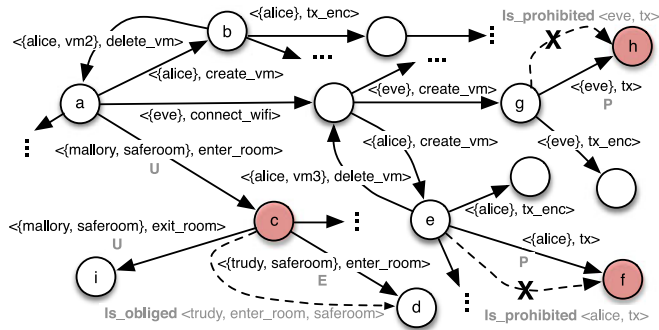 <{alice}, tx_enc>
Is_prohibited <eve, tx>
b
X
h
<{alice, vm2}, delete_vm>
<{alice}, create_vm>
<{eve}, create_vm>
<{eve}, tx>
P
a
g
<{eve}, connect_wifi>
<{alice}, create_vm>
<{eve}, tx_enc>
<{mallory, saferoom}, enter_room>
U
<{alice, vm3}, delete_vm>
c
e
<{alice}, tx_enc>
<{mallory, saferoom}, exit_room>
U
<{alice}, tx>
P
<{trudy, saferoom}, enter_room>
E
i
f
X
d
Is_obliged <trudy, enter_room, saferoom>
Is_prohibited <alice, tx>